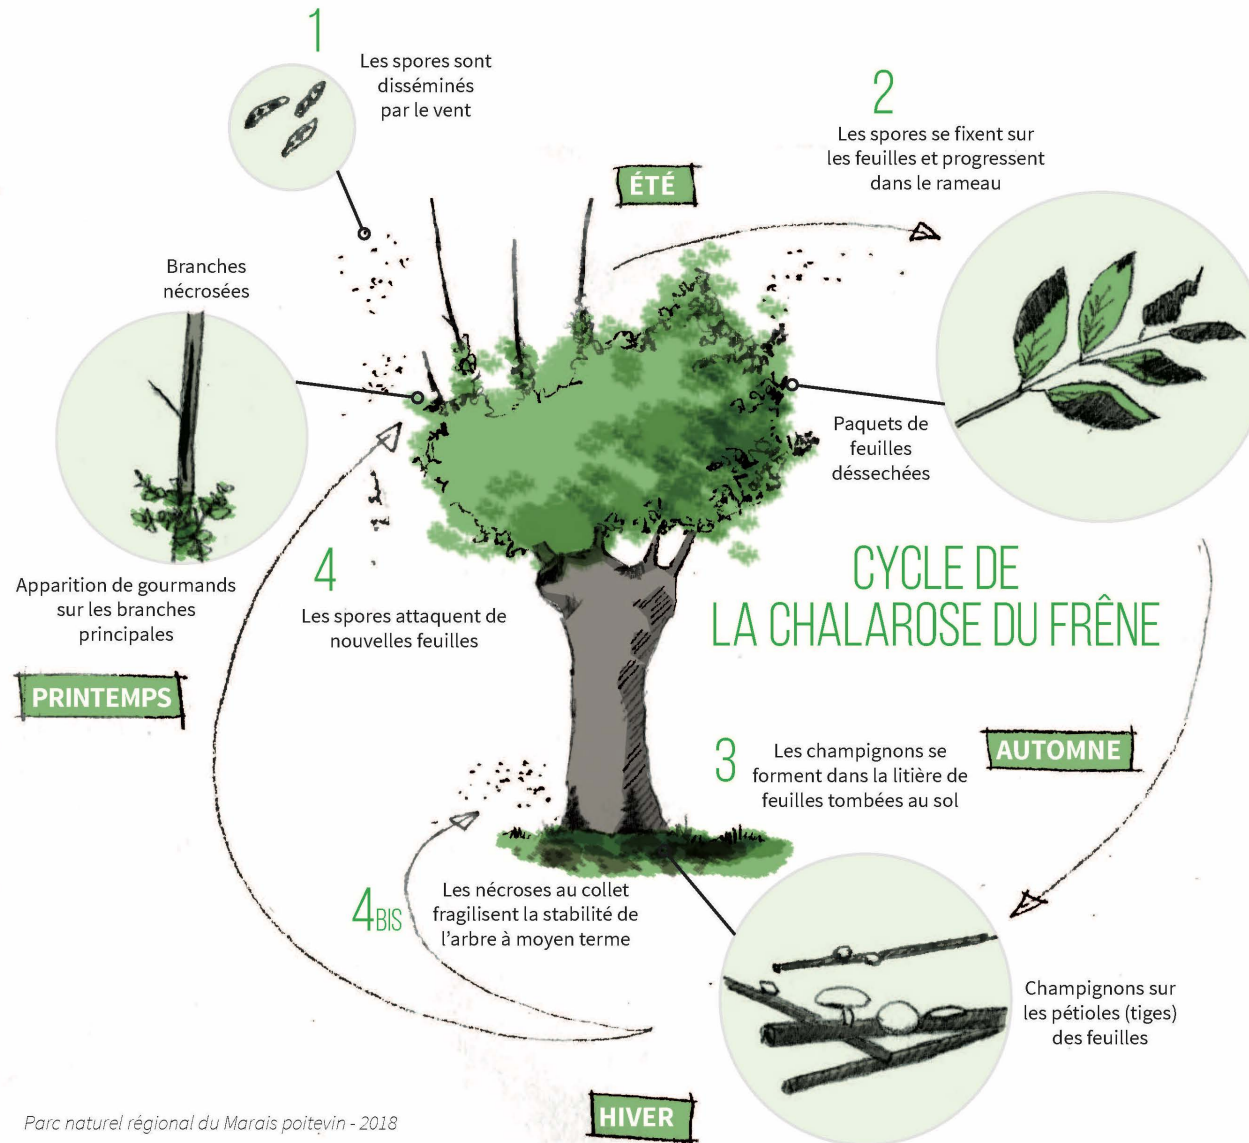 1
Les spores sont
disséminés
par le vent
2
Les spores se fixent sur
les feuilles et progressent
dans le rameau
ÉTÉ
Branches
nécrosées
Paquets de
feuilles
déssechées
Apparition de gourmands
sur les branches
principales
4
Les spores attaquent de
nouvelles feuilles
CYCLE DE
LA CHALAROSE DU FRÊNE
PRINTEMPS
3
Les champignons se
forment dans la litière de
feuilles tombées au sol
AUTOMNE
4BIS
Les nécroses au collet
fragilisent la stabilité de
l'arbre à moyen terme
Champignons sur
les pétioles (tiges)
des feuilles
HIVER
Parc naturel régional du Marais poitevin - 2018